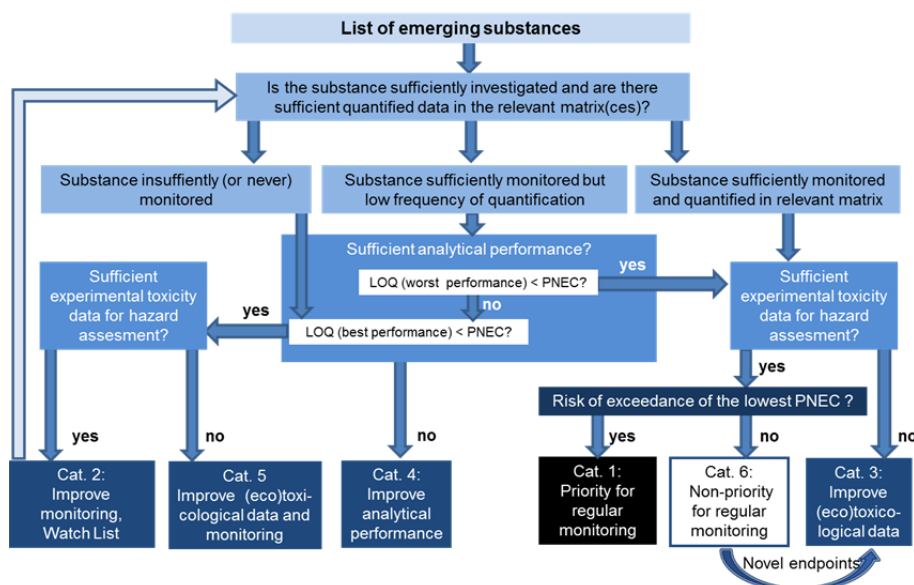 List of emerging substances
Is the substance sufficiently investigated and are there
sufficient quantified data in the relevant matrix(ces)?
Substance insuffiently (or never)
monitored
Substance sufficiently monitored but
low frequency of quantification
Substance sufficiently monitored
and quantified in relevant matrix
Sufficient analytical performance?
LOQ (worst performance) < PNEC?
yes
no
LOQ (best performance) < PNEC?
yes
Sufficient
experimental toxicity
data for hazard
assesment?
Sufficient
experimental toxicity
data for hazard
assesment?
yes
Risk of exceedance of the lowest PNEC ?
yes
no
no
yes
no
no
Cat. 2:
Improve
monitoring,
Watch List
Cat. 5
Improve (eco)toxi-
cological data and
monitoring
Cat. 4:
Improve
analytical
performance
Cat. 1:
Priority for
regular
monitoring
Cat. 6:
Non-priority
for regular
monitoring
Cat. 3:
Improve
(eco)toxico-
logical data
Novel endpoints